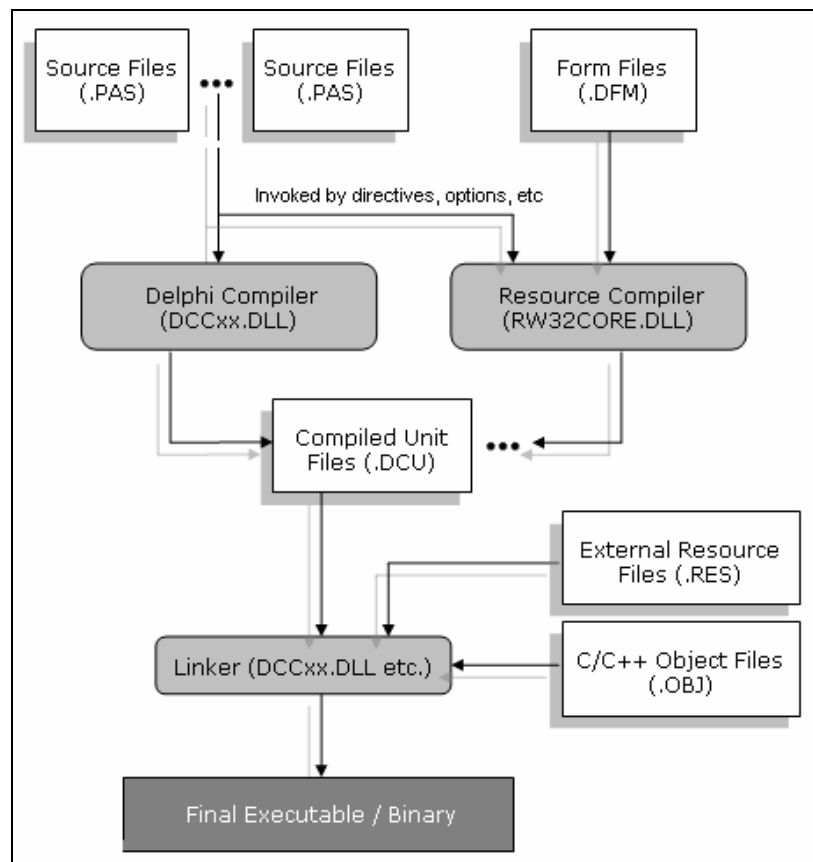 Source Files
(.PAS)
Source Files
(.PAS)
Form Files
(.DFM)
Invoked by directives, options, etc
Delphi Compiler
(DCCxx.DLL)
Resource Compiler
(RW32CORE.DLL)
Compiled Unit
Files (.DCU)
External Resource
Files (.RES)
Linker (DCCxx.DLL etc.)
C/C++ Object Files
(.OBJ)
Final Executable / Binary